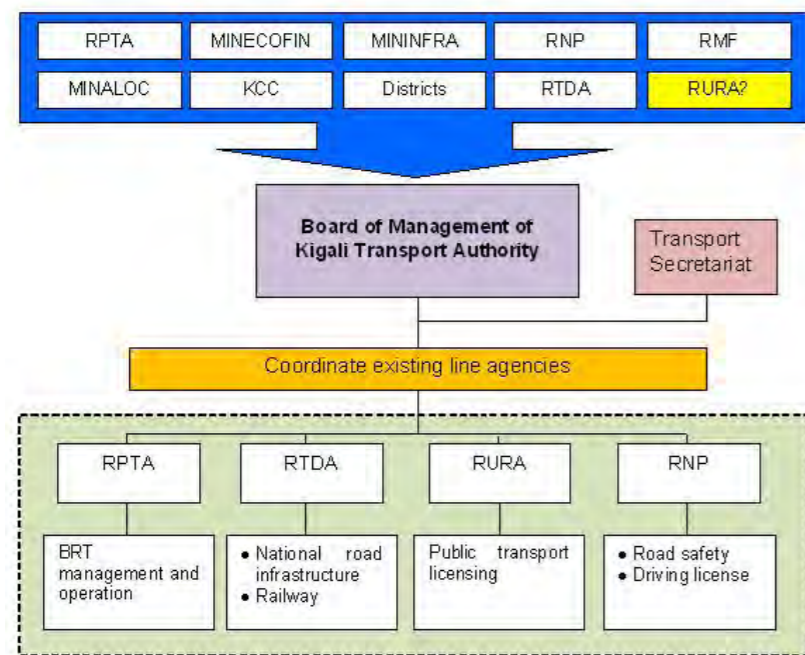 RPTA
MINECOFIN
MININFRA
RNP
RMF
MINALOC
KCC
Districts
RTDA
RURA?
Board of Management of
Kigali Transport Authority
Transport
Secretariat
Coordinate existing line agencies
RPTA
RTDA
RURA
RNP
BRT
management and
operation
● National road
infrastructure
● Railway
Public transport
licensing
● Road safety
● Driving license